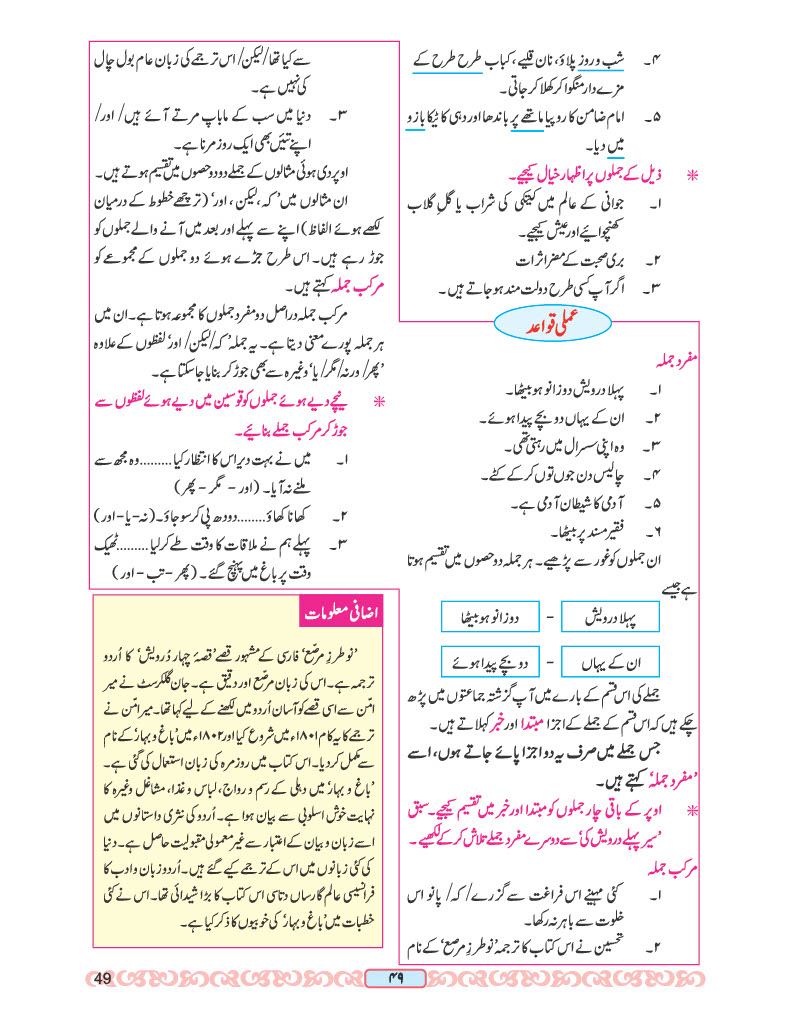 ۴۔ شب و روز پلاؤ، نان قلیے، کباب طرح طرح کے
مزے دار منگوا کر کھلا کر جاتی۔
۵۔ امام ضامن کا روپیا ماتھے پر باندھا اور دہی کا ٹیکا بازو
میں دیا۔
* ذیل کے جملوں پر اظہار خیال کیجیے۔
۱۔ جوانی کے عالم میں کیتکی کی شراب یا گلِ گلاب
کھنچوائیے اور عیش کیجیے۔
۲۔ بری صحبت کے مضر اثرات
۳۔ اگر آپ کسی طرح دولت مند ہو جاتے ہیں۔
عملی قواعد
مفرد جملہ
۱۔ پہلا درویش دوزانو ہو بیٹھا۔
۲۔ ان کے یہاں دو بچے پیدا ہوئے۔
۳۔ وہ اپنی سسرال میں رہتی تھی۔
۴۔ چالیس دن جوں توں کر کے کٹے۔
۵۔ آدمی کا شیطان آدمی ہے۔
۶۔ فقیر مسند پر بیٹھا۔
ان جملوں کو غور سے پڑھیے۔ ہر جملہ دو حصوں میں تقسیم ہوتا
ہے جیسے
پہلا درویش - دوزانو ہو بیٹھا
ان کے یہاں - دو بچے پیدا ہوئے
جملے کی اس قسم کے بارے میں آپ گزشتہ جماعتوں میں پڑھ
چکے ہیں کہ اس قسم کے جملے کے اجزا مبتدا اور خبر کہلاتے ہیں۔
جس جملے میں صرف یہ دو اجزا پائے جاتے ہوں، اسے
’مفرد جملہ‘ کہتے ہیں۔
* اوپر کے باقی چار جملوں کو مبتدا اور خبر میں تقسیم کیجیے۔ سبق
’سیر پہلے درویش کی‘ سے دوسرے مفرد جملے تلاش کر کے لکھیے۔
مرکب جملہ
۱۔ کئی مہینے اس فراغت سے گزرے/ کہ/ پانو اس
خلوت سے باہر نہ رکھا۔
۲۔ تحسین نے اس کتاب کا ترجمہ ’نو طرزِ مرصع‘ کے نام
سے کیا تھا/ لیکن/ اس ترجمے کی زبان عام بول چال
کی نہیں ہے۔
۳۔ دنیا میں سب کے ماباپ مرتے آئے ہیں/ اور/
اپنے تئیں بھی ایک روز مرنا ہے۔
اوپر دی ہوئی مثالوں کے جملے دو دو حصوں میں تقسیم ہوتے ہیں۔
ان مثالوں میں ’کہ، لیکن، اور‘ (ترچھے خطوط کے درمیان
لکھے ہوئے الفاظ) اپنے سے پہلے اور بعد میں آنے والے جملوں کو
جوڑ رہے ہیں۔ اس طرح جڑے ہوئے دو جملوں کے مجموعے کو
مرکب جملہ کہتے ہیں۔
مرکب جملہ دراصل دو مفرد جملوں کا مجموعہ ہوتا ہے۔ ان میں
ہر جملہ پورے معنی دیتا ہے۔ یہ جملہ ’کہ/ لیکن/ اور‘ لفظوں کے علاوہ
’پھر/ ورنہ/ مگر/ یا‘ وغیرہ سے بھی جوڑ کر بنایا جا سکتا ہے۔
* نیچے دیے ہوئے جملوں کو قوسین میں دیے ہوئے لفظوں سے
جوڑ کر مرکب جملے بنائیے۔
۱۔ میں نے بہت دیر اس کا انتظار کیا.........وہ مجھ سے
ملنے نہ آیا۔ (اور - مگر - پھر)
۲۔ کھانا کھاؤ........دودھ پی کر سو جاؤ۔ (نہ-یا-اور)
۳۔ پہلے ہم نے ملاقات کا وقت طے کر لیا.........ٹھیک
وقت پر باغ میں پہنچ گئے۔ (پھر - تب - اور)
اضافی معلومات
’نو طرزِ مرصّع‘ فارسی کے مشہور قصے ’قصۂ چہار دُرویش‘ کا اُردو
ترجمہ ہے۔ اس کی زبان مرصّع اور دقیق ہے۔ جان گلکرسٹ نے میر
امّن سے اسی قصے کو آسان اُردو میں لکھنے کے لیے کہا تھا۔ میر امّن نے
ترجمے کا یہ کام ۱۸۰۱ء میں شروع کیا اور ۱۸۰۲ء میں ’باغ و بہار‘ کے نام
سے مکمل کر دیا۔ اس کتاب میں روزمرہ کی زبان استعمال کی گئی ہے۔
’باغ و بہار‘ میں دہلی کے رسم و رواج، لباس و غذا، مشاغل وغیرہ کا
نہایت خوش اسلوبی سے بیان ہوا ہے۔ اُردو کی نثری داستانوں میں
اسے زبان و بیان کے اعتبار سے غیر معمولی مقبولیت حاصل ہے۔ دنیا
کی کئی زبانوں میں اس کے ترجمے کیے گئے ہیں۔ اُردو زبان و ادب کا
فرانسیسی عالم گارساں دتاسی اس کتاب کا بڑا شیدائی تھا۔ اس نے کئی
خطبات میں ’باغ و بہار‘ کی خوبیوں کا ذکر کیا ہے۔
۴۹
49